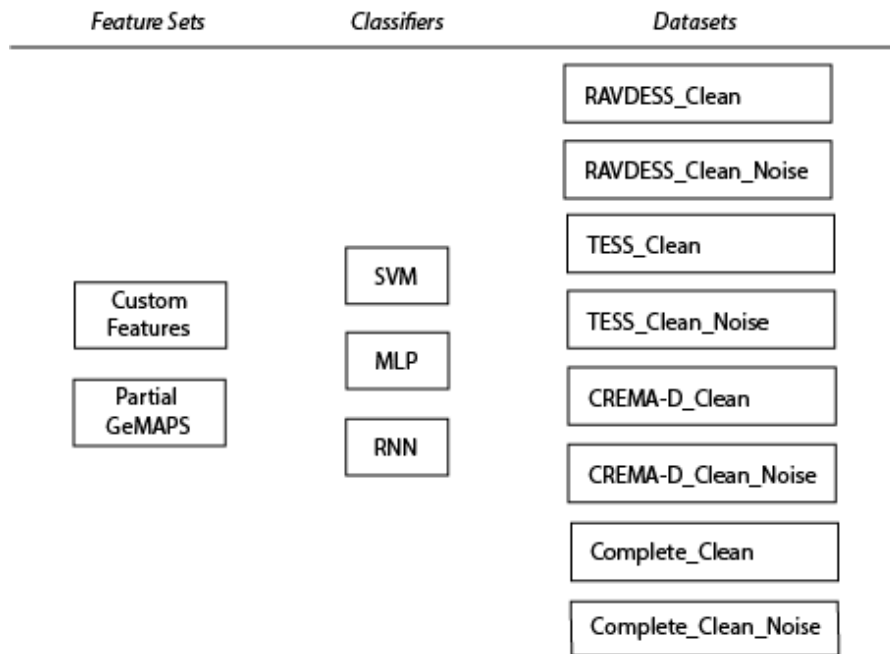 Feature Sets
Classifiers
Datasets
Custom
Features
Partial
GeMAPS
SVM
MLP
RNN
RAVDESS_Clean
RAVDESS_Clean_Noise
TESS_Clean
TESS_Clean_Noise
CREMA-D_Clean
CREMA-D_Clean_Noise
Complete_Clean
Complete_Clean_Noise